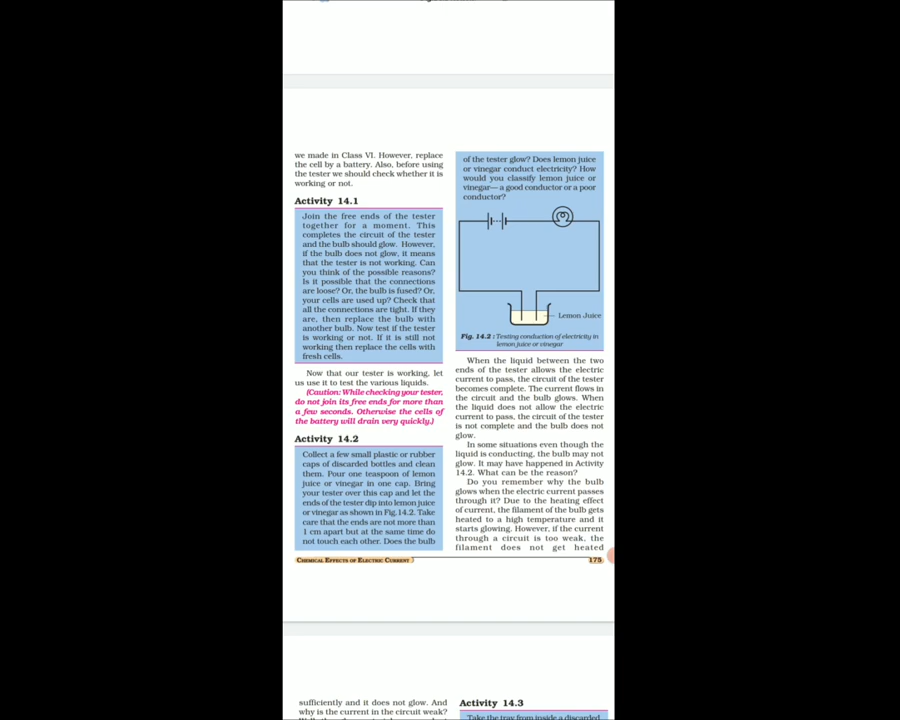 we made in Class VI. However, replace
the cell by a battery. Also, before using
the tester we should check whether it is
working or not.
Activity 14.1
Join the free ends of the tester
together for a moment. This
completes the circuit of the tester
and the bulb should glow. However,
if the bulb does not glow, it means
that the tester is not working. Can
you think of the possible reasons?
Is it possible that the connections
are loose? Or, the bulb is fused? Or,
your cells are used up? Check that
all the connections are tight. If they
are, then replace the bulb with
another bulb. Now test if the tester
is working or not. If it is still not
working then replace the cells with
fresh cells.
Now that our tester is working, let
us use it to test the various liquids.
(Caution: While checking your tester,
do not join its free ends for more than
a few seconds. Otherwise the cells of
the battery will drain very quickly.)
Activity 14.2
Collect a few small plastic or rubber
caps of discarded bottles and clean
them. Pour one teaspoon of lemon
juice or vinegar in one cap. Bring
your tester over this cap and let the
ends of the tester dip into lemon juice
or vinegar as shown in Fig.14.2. Take
care that the ends are not more than
1 cm apart but at the same time do
not touch each other. Does the bulb
of the tester glow? Does lemon juice
or vinegar conduct electricity? How
would you classify lemon juice or
vinegar— a good conductor or a poor
conductor?
Lemon Juice
Fig. 14.2 : Testing conduction of electricity in
lemon juice or vinegar
When the liquid between the two
ends of the tester allows the electric
current to pass, the circuit of the tester
becomes complete. The current flows in
the circuit and the bulb glows. When
the liquid does not allow the electric
current to pass, the circuit of the tester
is not complete and the bulb does not
glow.
In some situations even though the
liquid is conducting, the bulb may not
glow. It may have happened in Activity
14.2. What can be the reason?
Do you remember why the bulb
glows when the electric current passes
through it? Due to the heating effect
of current, the filament of the bulb gets
heated to a high temperature and it
starts glowing. However, if the current
through a circuit is too weak, the
filament does not get heated
CHEMICAL EFFECTS OF ELECTRIC CURRENT
175
sufficiently and it does not glow. And
why is the current in the circuit weak?
Activity 14.3
Take the tray from inside a discarded